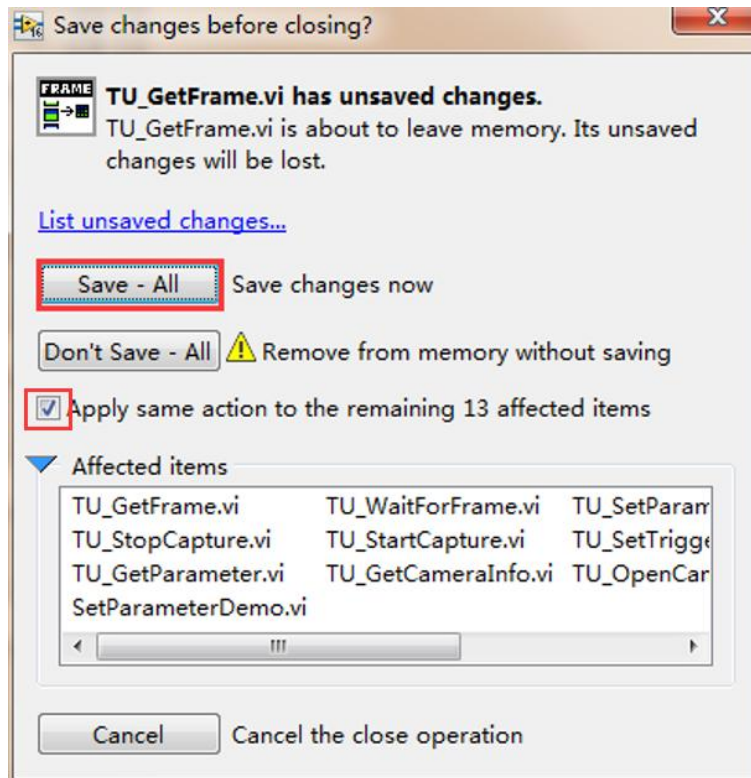 Save changes before closing?
FRAME
TU_GetFrame.vi has unsaved changes.
TU_GetFrame.vi is about to leave memory. Its unsaved
changes will be lost.
List unsaved changes...
Save - All Save changes now
Don't Save - All Remove from memory without saving
Apply same action to the remaining 13 affected items
Affected items
TU_GetFrame.vi TU_WaitForFrame.vi TU_SetParam
TU_StopCapture.vi TU_StartCapture.vi TU_SetTrigge
TU_GetParameter.vi TU_GetCameraInfo.vi TU_OpenCar
SetParameterDemo.vi
Cancel Cancel the close operation